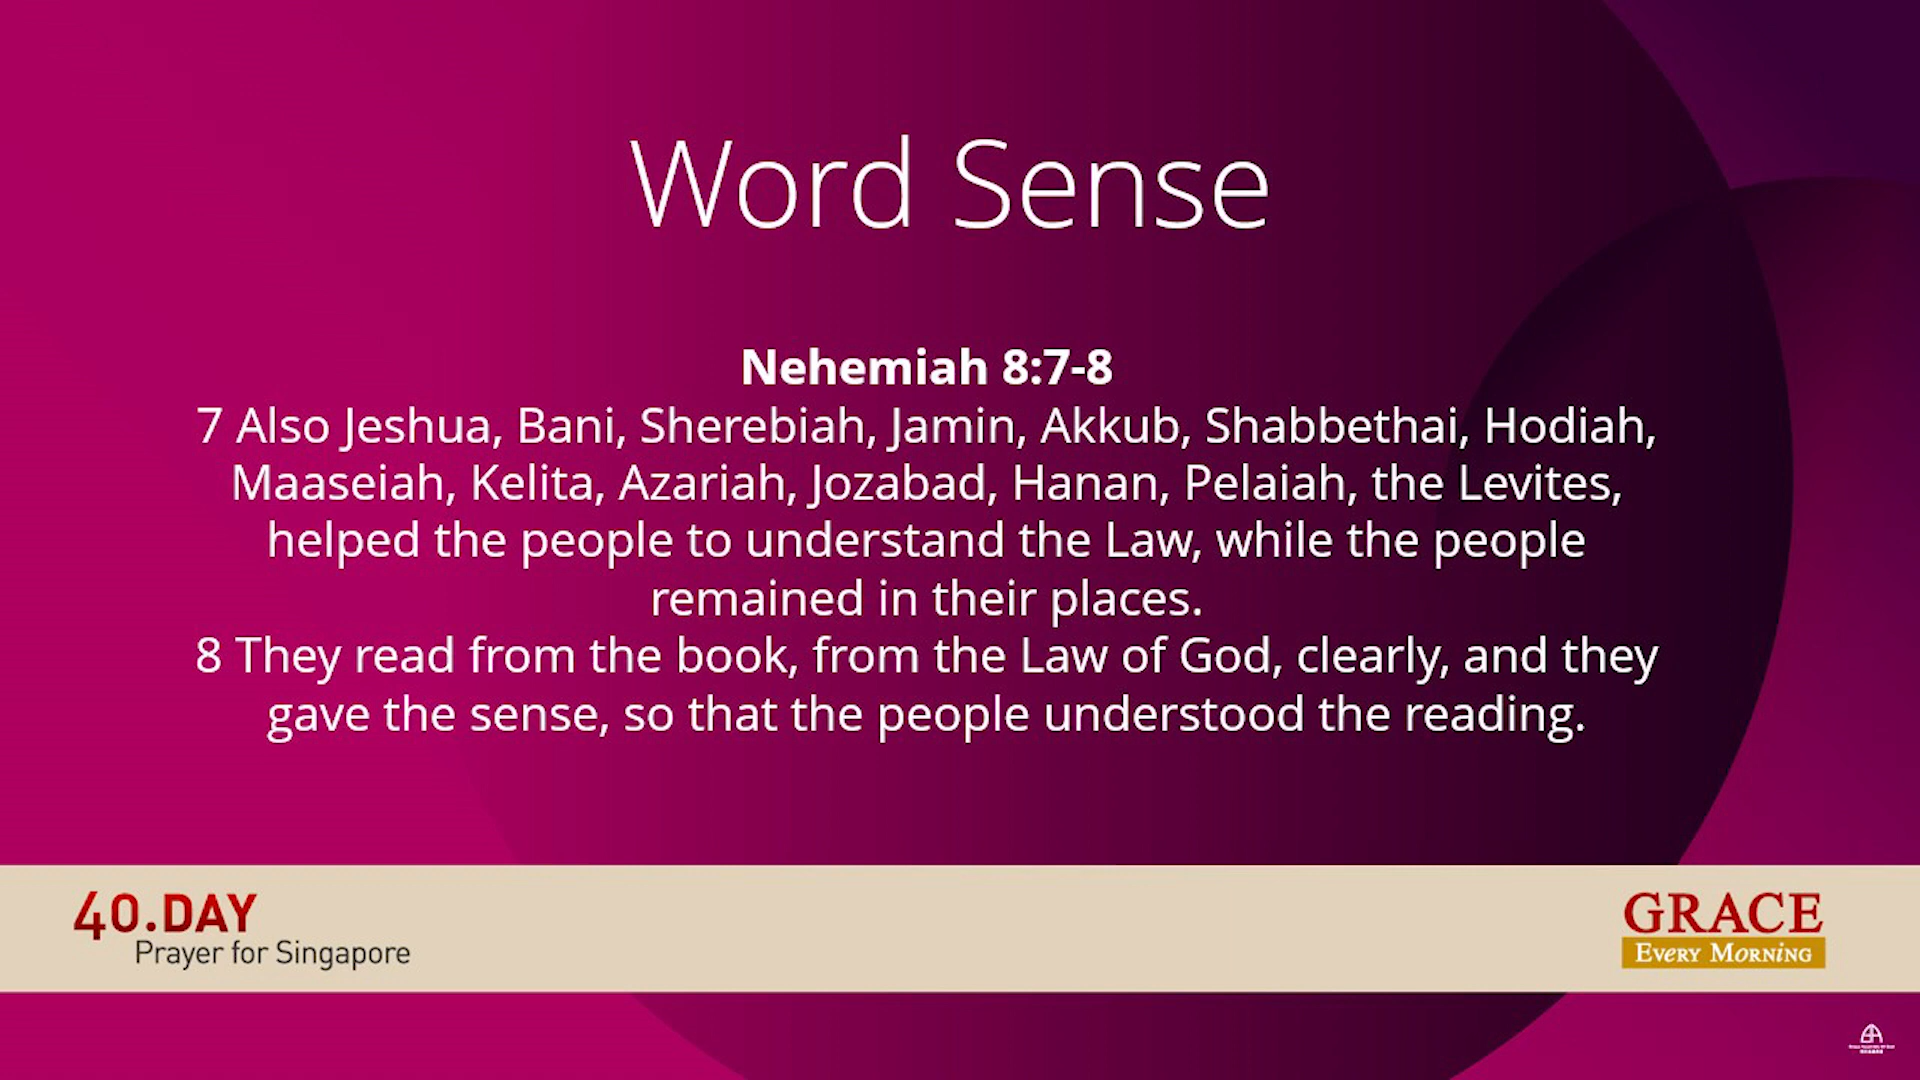 Word Sense
Nehemiah 8:7-8
7 Also Jeshua, Bani, Sherebiah, Jamin, Akkub, Shabbethai, Hodiah,
Maaseiah, Kelita, Azariah, Jozabad, Hanan, Pelaiah, the Levites,
helped the people to understand the Law, while the people
remained in their places.
8 They read from the book, from the Law of God, clearly, and they
gave the sense, so that the people understood the reading.
40.DAY
Prayer for Singapore
GRACE
Every Morning